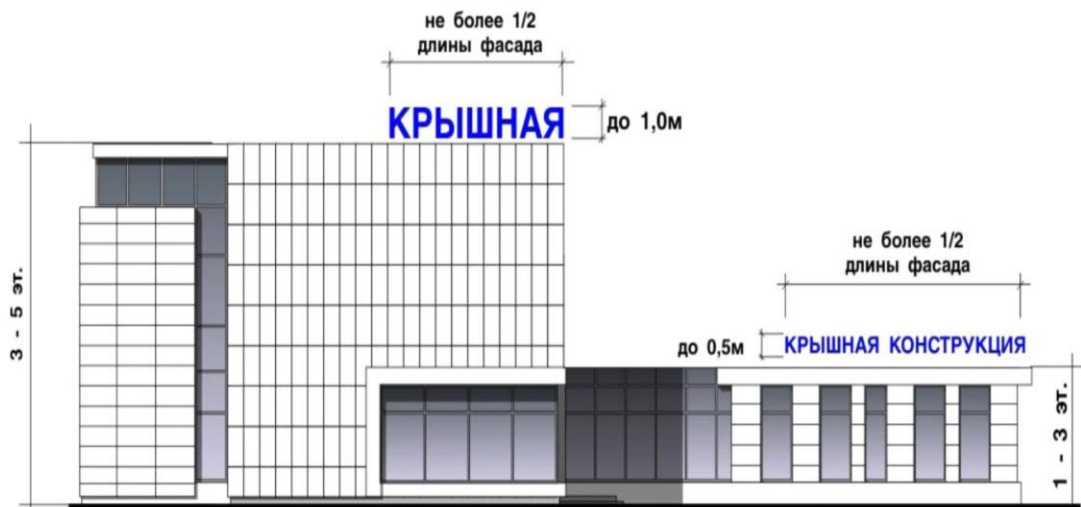 не более 1/2
длины фасада
КРЫШНАЯ
до 1,0м
3 - 5 эт.
не более 1/2
длины фасада
до 0,5м
КРЫШНАЯ КОНСТРУКЦИЯ
1 - 3 эт.